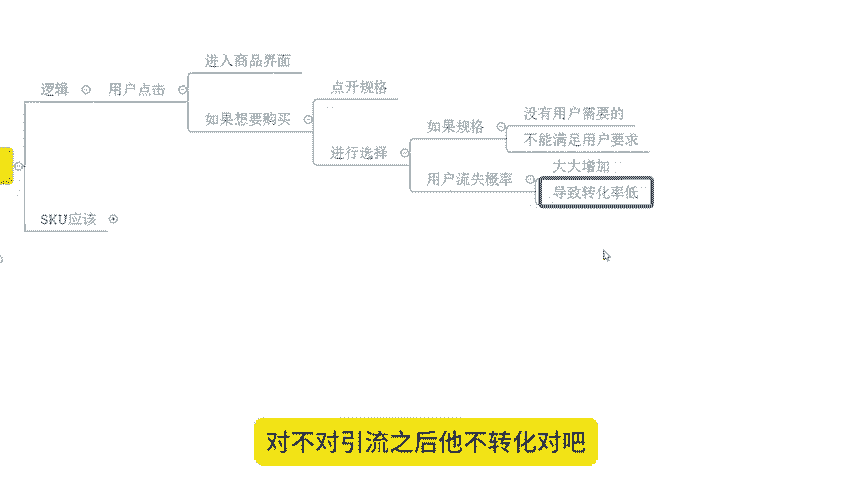 进入商品界面
逻辑
用户点击
点开规格
如果想要购买
没有用户需要的
如果规格
不能满足用户要求
进行选择
大大增加
用户流失概率
导致转化率低
SKU应该
对不对引流之后他不转化对吧